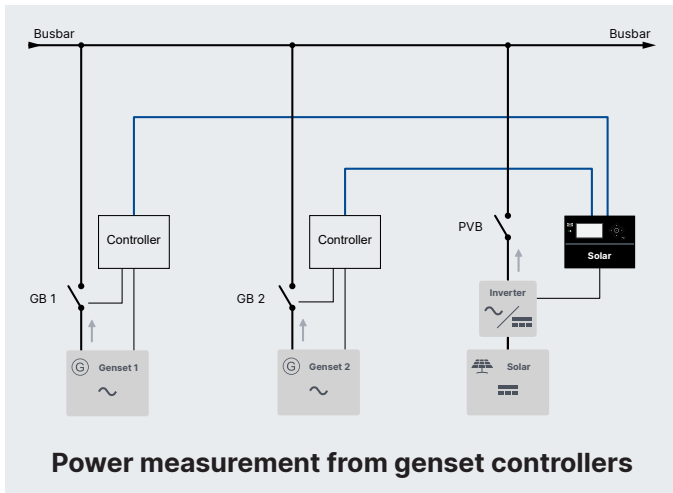 Busbar
Busbar
Controller
Controller
PVB
Solar
GB 1
GB 2
Inverter
G
Genset 1
G
Genset 2
Solar
Power measurement from genset controllers